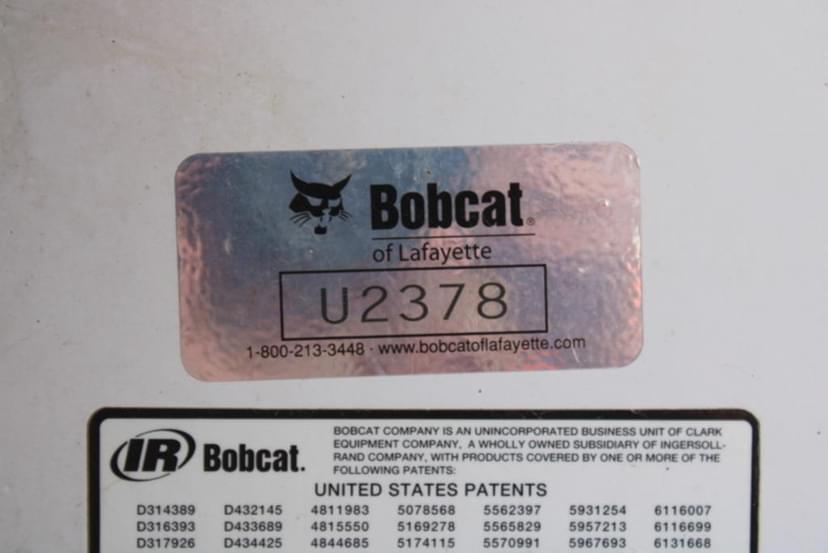 Bobcat®
of Lafayette
U2378
1-800-213-3448 · www.bobcatoflafayette.com
IR Bobcat.
BOBCAT COMPANY IS AN UNINCORPORATED BUSINESS UNIT OF CLARK
EQUIPMENT COMPANY, A WHOLLY OWNED SUBSIDIARY OF INGERSOLL-
RAND COMPANY, WITH PRODUCTS COVERED BY ONE OR MORE OF THE
FOLLOWING PATENTS:
UNITED STATES PATENTS
D314389 D432145 4811983 5078568 5562397 5931254 6116007
D316393 D433689 4815550 5169278 5565829 5957213 6116699
D317926 D434425 4844685 5174115 5570991 5967693 6131668